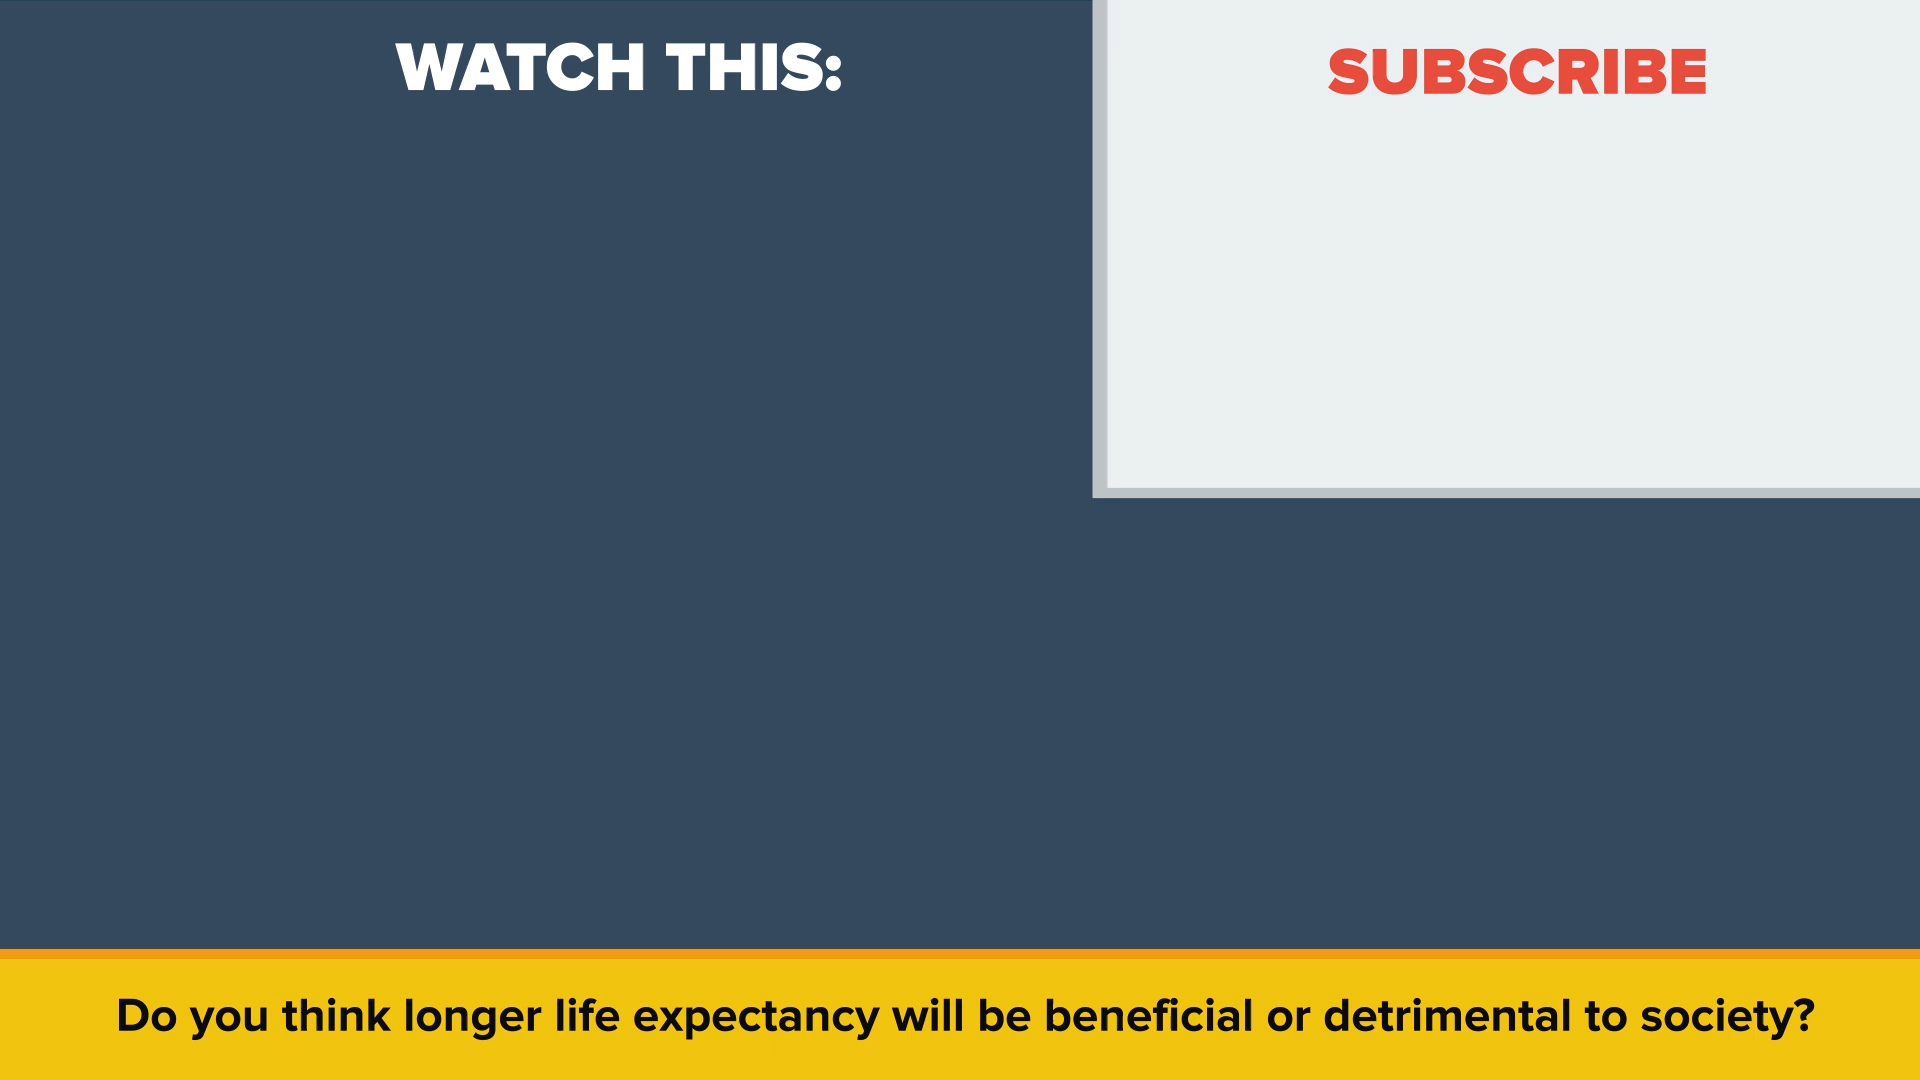 WATCH THIS:
SUBSCRIBE
Do you think longer life expectancy will be beneficial or detrimental to society?